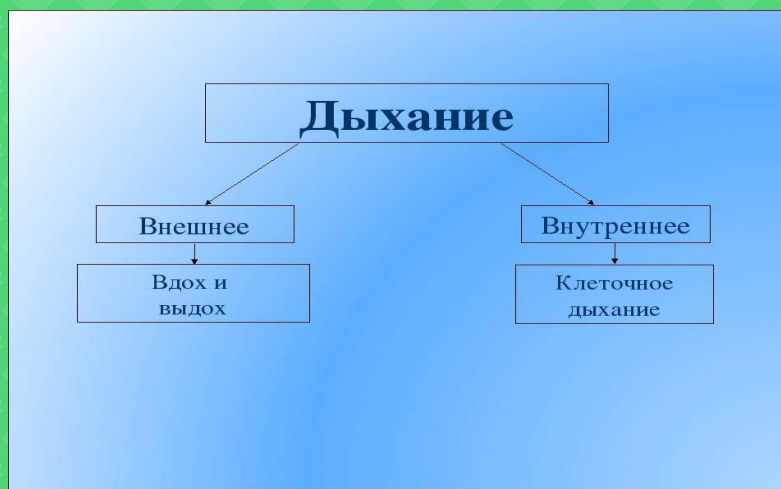 Дыхание
Внешнее
Внутреннее
Вдох и
выдох
Клеточное
дыхание